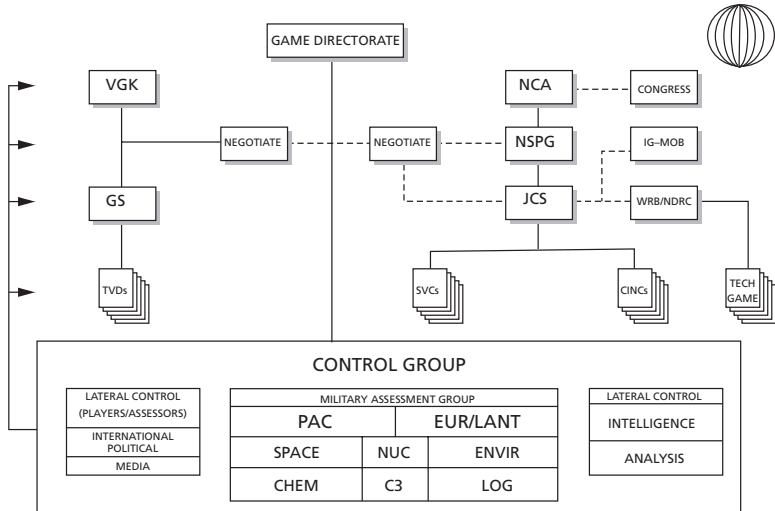 GAME DIRECTORATE
VGK
NCA
CONGRESS
NEGOTIATE
NEGOTIATE
NSPG
IG–MOB
GS
JCS
WRB/NDRC
TVDs
SVCs
CINCs
TECH
GAME
CONTROL GROUP
LATERAL CONTROL
(PLAYERS/ASSESSORS)
INTERNATIONAL
POLITICAL
MEDIA
MILITARY ASSESSMENT GROUP
PAC
EUR/LANT
SPACE
NUC
ENVIR
CHEM
C3
LOG
LATERAL CONTROL
INTELLIGENCE
ANALYSIS